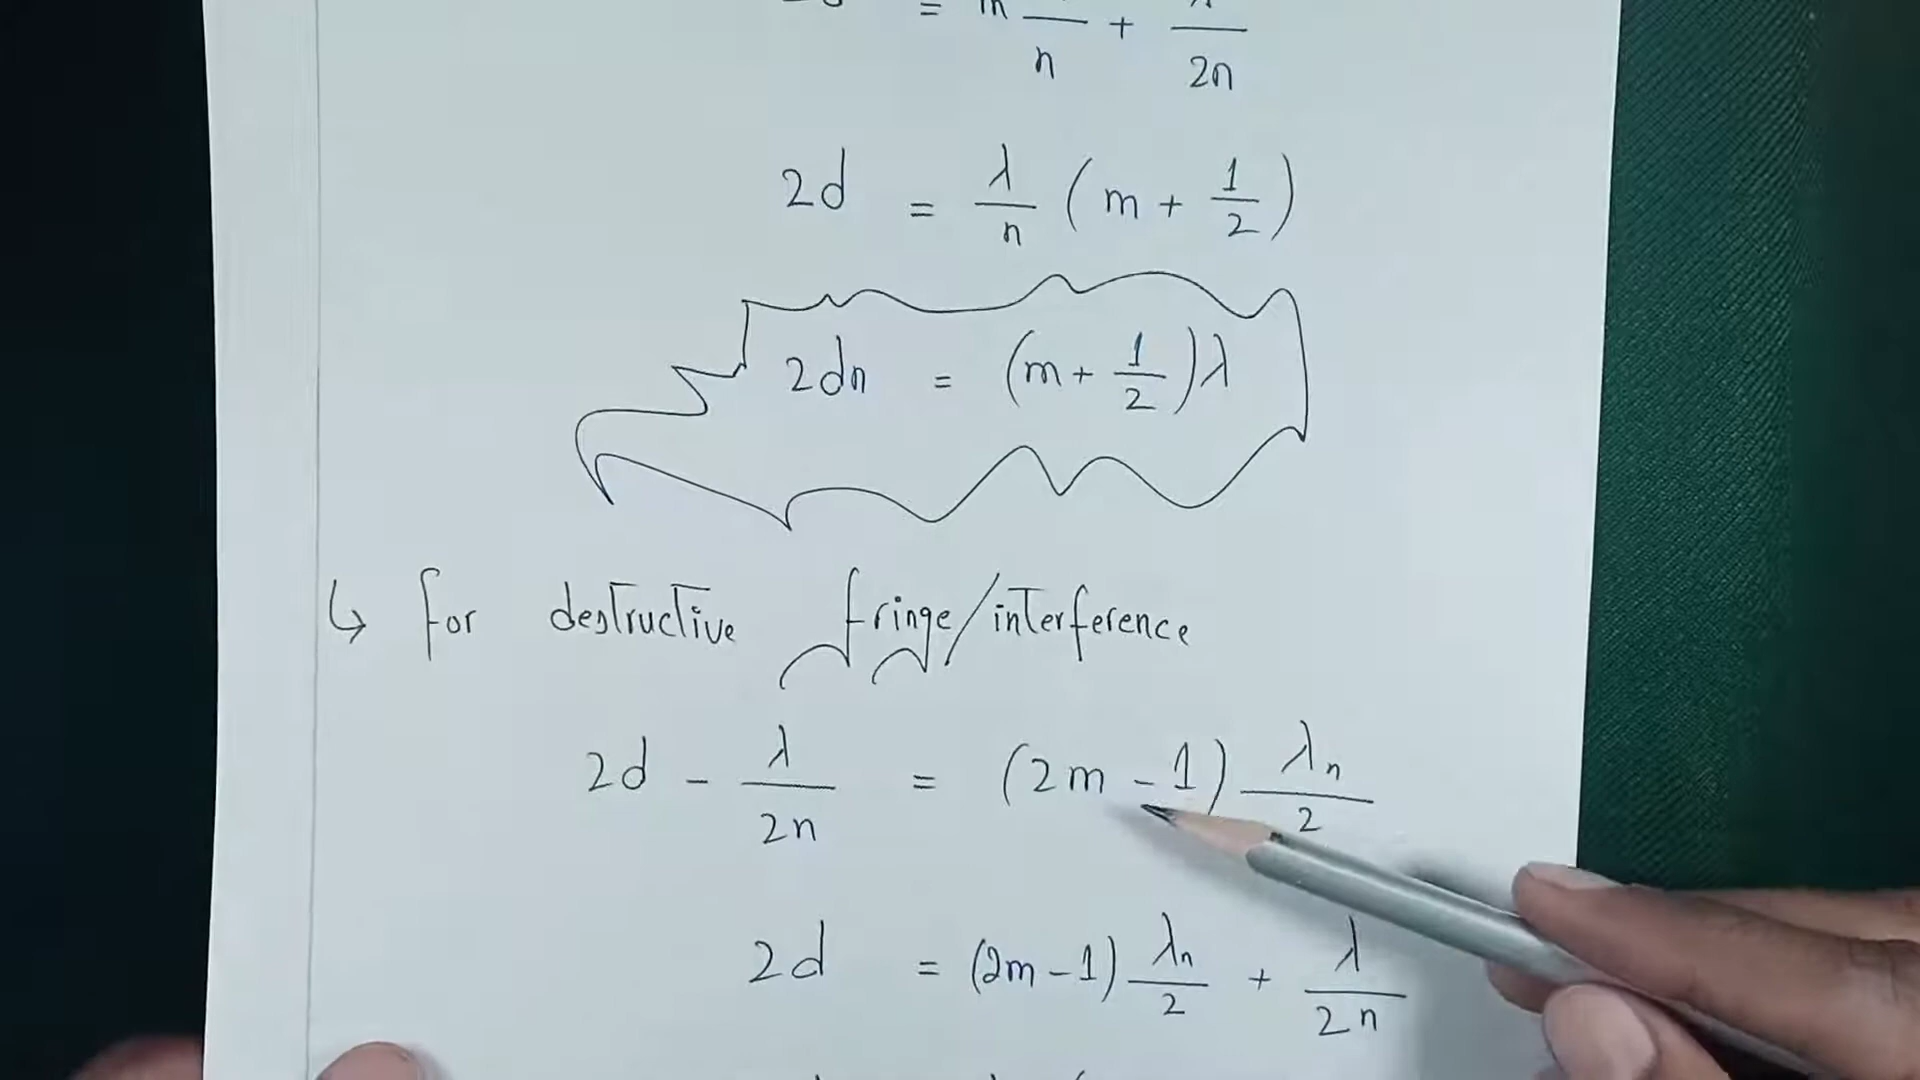 = m — / n + — / 2n
2d = λ/n (m + 1/2)
2dn = (m + 1/2)λ
↳ for destructive fringe/interference
2d - λ/2n = (2m - 1) λn/2
2d = (2m - 1) λn/2 + λ/2n